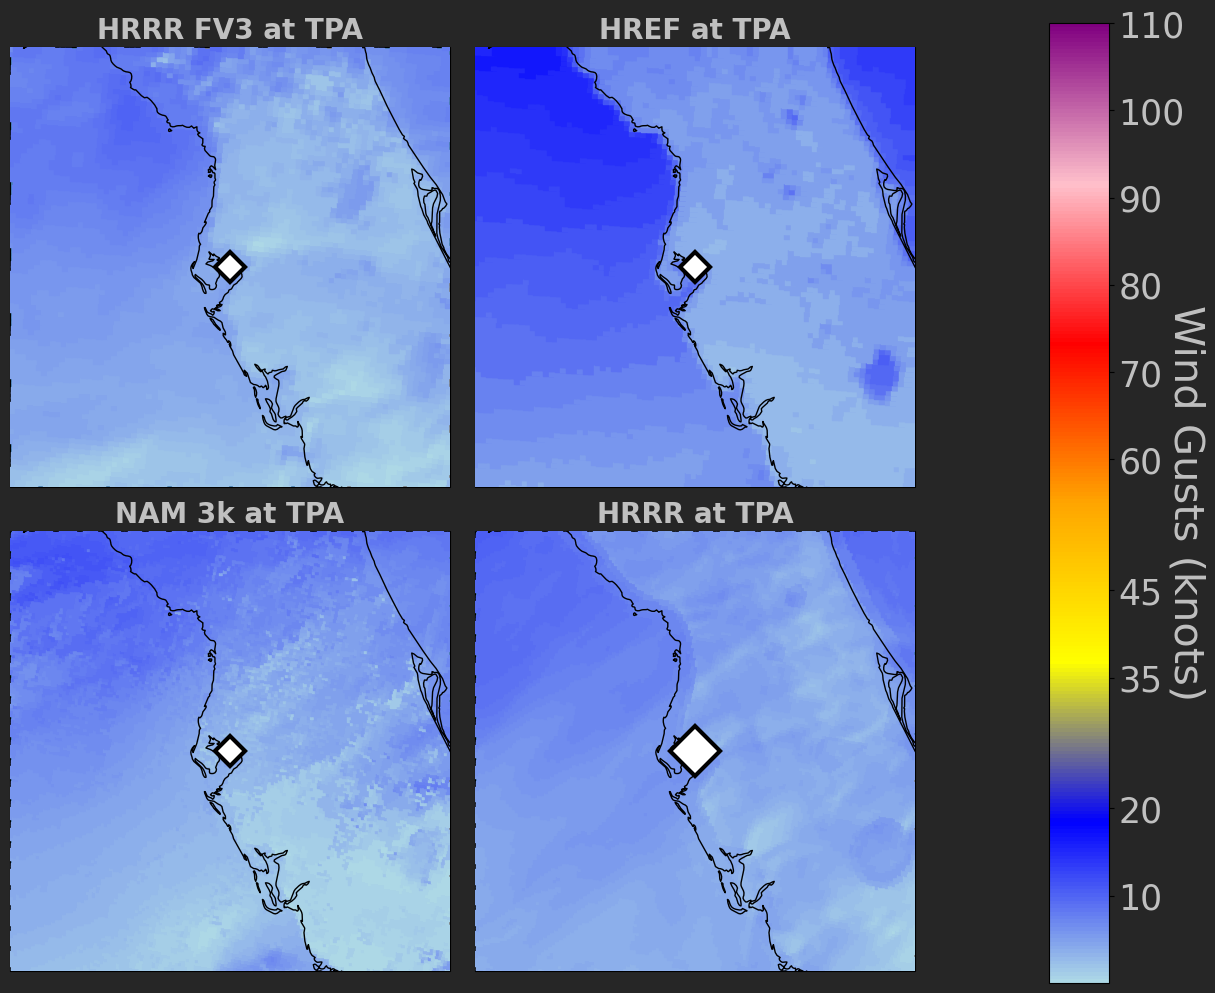 HRRR FV3 at TPA
HREF at TPA
NAM 3k at TPA
HRRR at TPA
110
100
90
80
70
60
45
35
20
10
Wind Gusts (knots)